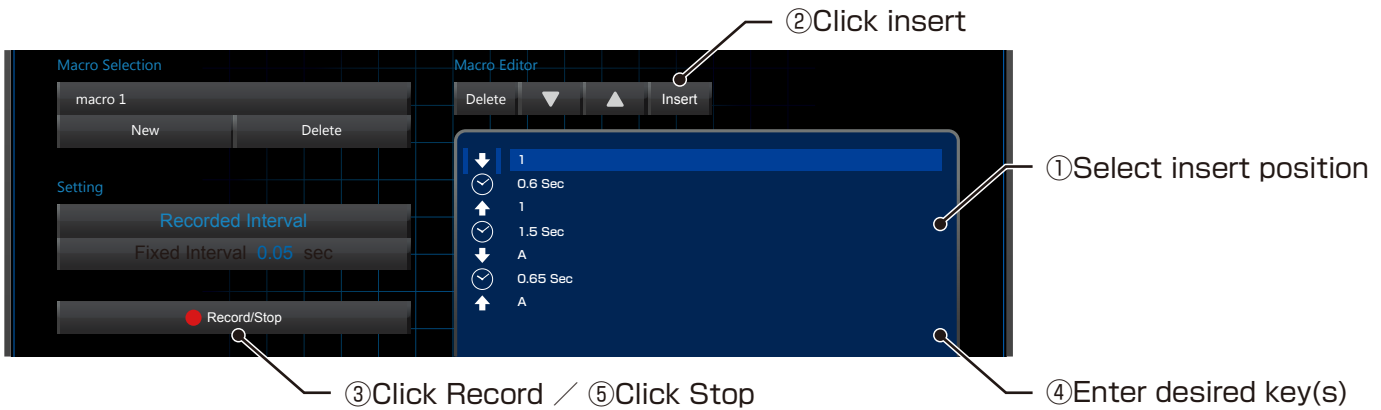 ②Click insert
Macro Selection
macro 1
New Delete
Setting
Recorded Interval
Fixed Interval 0.05 sec
Record/Stop
Macro Editor
Delete ▼ ▲ Insert
1
0.6 Sec
1
1.5 Sec
A
0.65 Sec
A
①Select insert position
④Enter desired key(s)
③Click Record / ⑤Click Stop